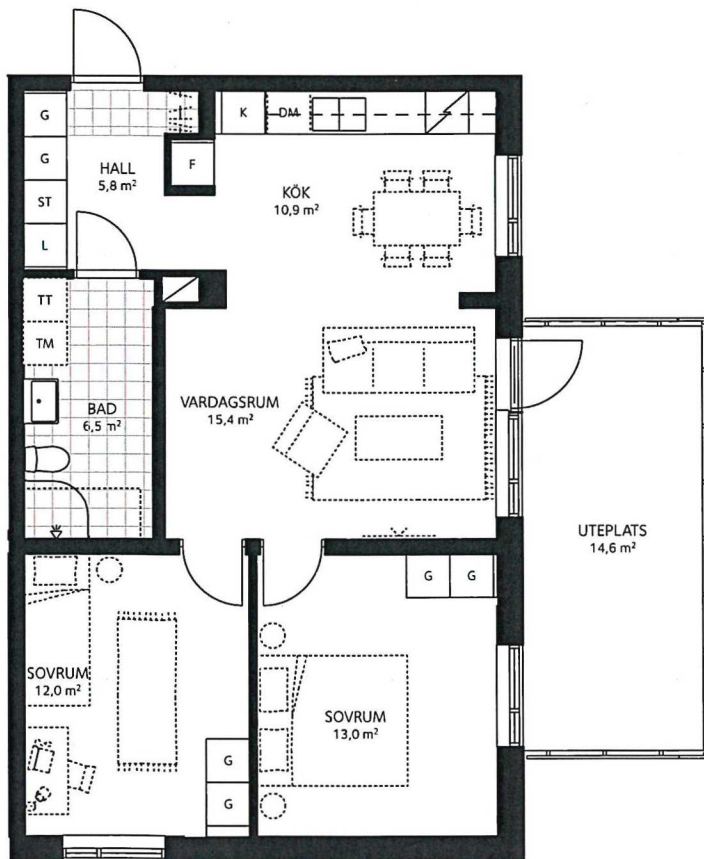 G
G
ST
L
HALL
5,8 m²
F
K
DM
KÖK
10,9 m²
TT
TM
BAD
6,5 m²
VARDAGSRUM
15,4 m²
UTEPLATS
14,6 m²
SOVRUM
12,0 m²
G
G
G
G
SOVRUM
13,0 m²